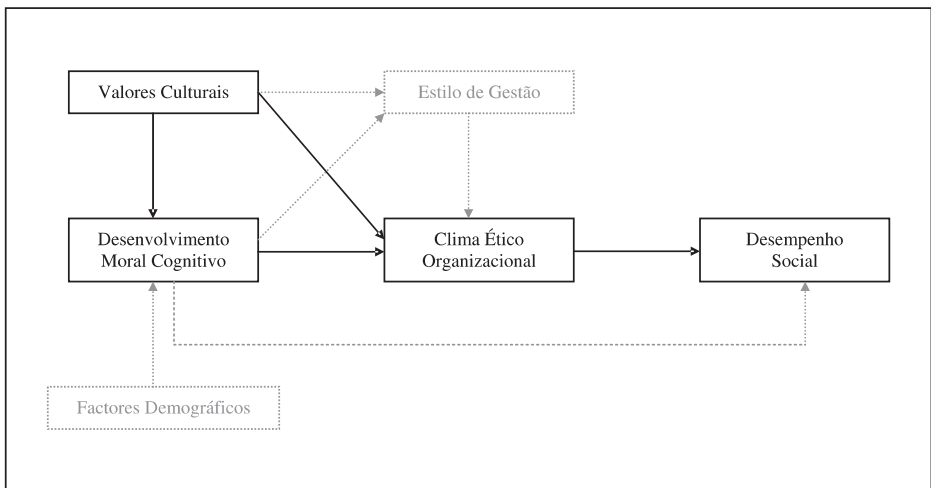 Valores Culturais
Estilo de Gestão
Desenvolvimento
Moral Cognitivo
Clima Ético
Organizacional
Desempenho
Social
Factores Demográficos